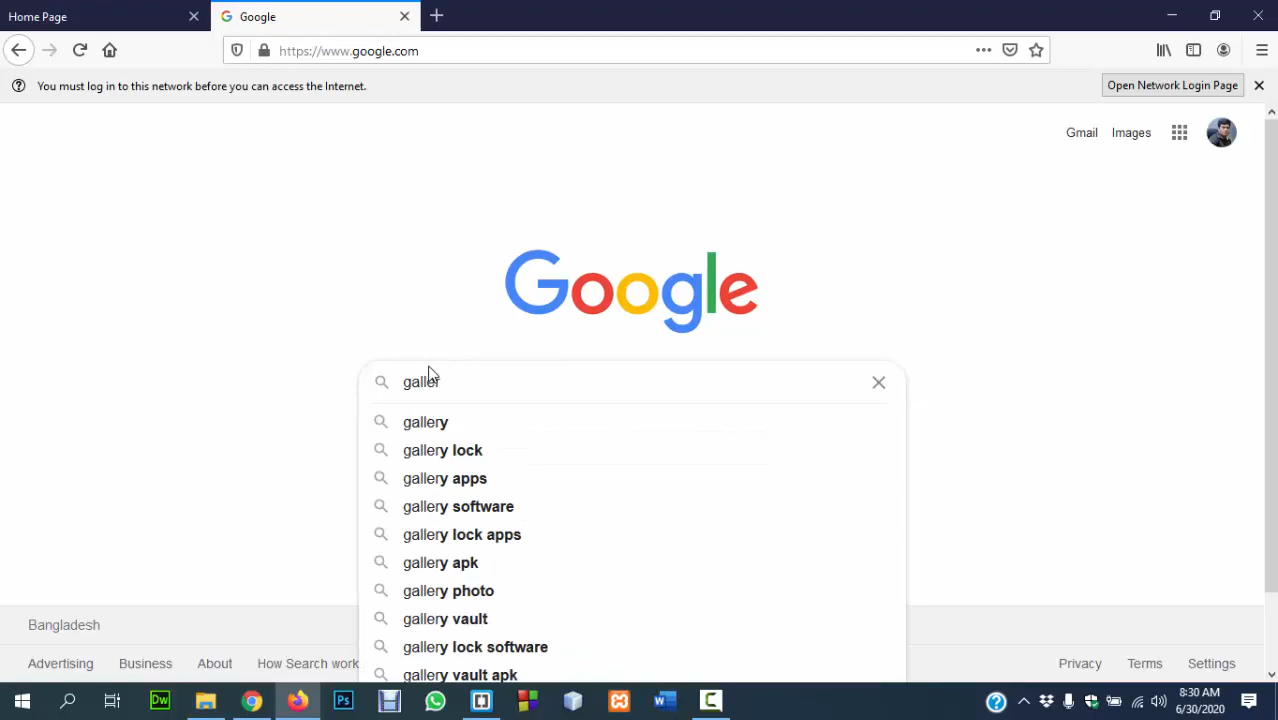 Home Page
Google
https://www.google.com
You must log in to this network before you can access the Internet.
Open Network Login Page
Gmail
Images
Google
galler
gallery
gallery lock
gallery apps
gallery software
gallery lock apps
gallery apk
gallery photo
gallery vault
gallery lock software
gallery vault apk
Bangladesh
Advertising
Business
About
How Search work
Privacy
Terms
Settings
Dw
Ps
W
C
8:30 AM
6/30/2020